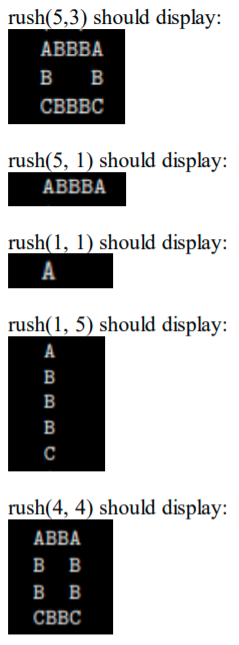 rush(5,3) should display:
ABBBA
B   B
CBBBC
rush(5, 1) should display:
ABBBA
rush(1, 1) should display:
A
rush(1, 5) should display:
A
B
B
B
C
rush(4, 4) should display:
ABBA
B  B
B  B
CBBC